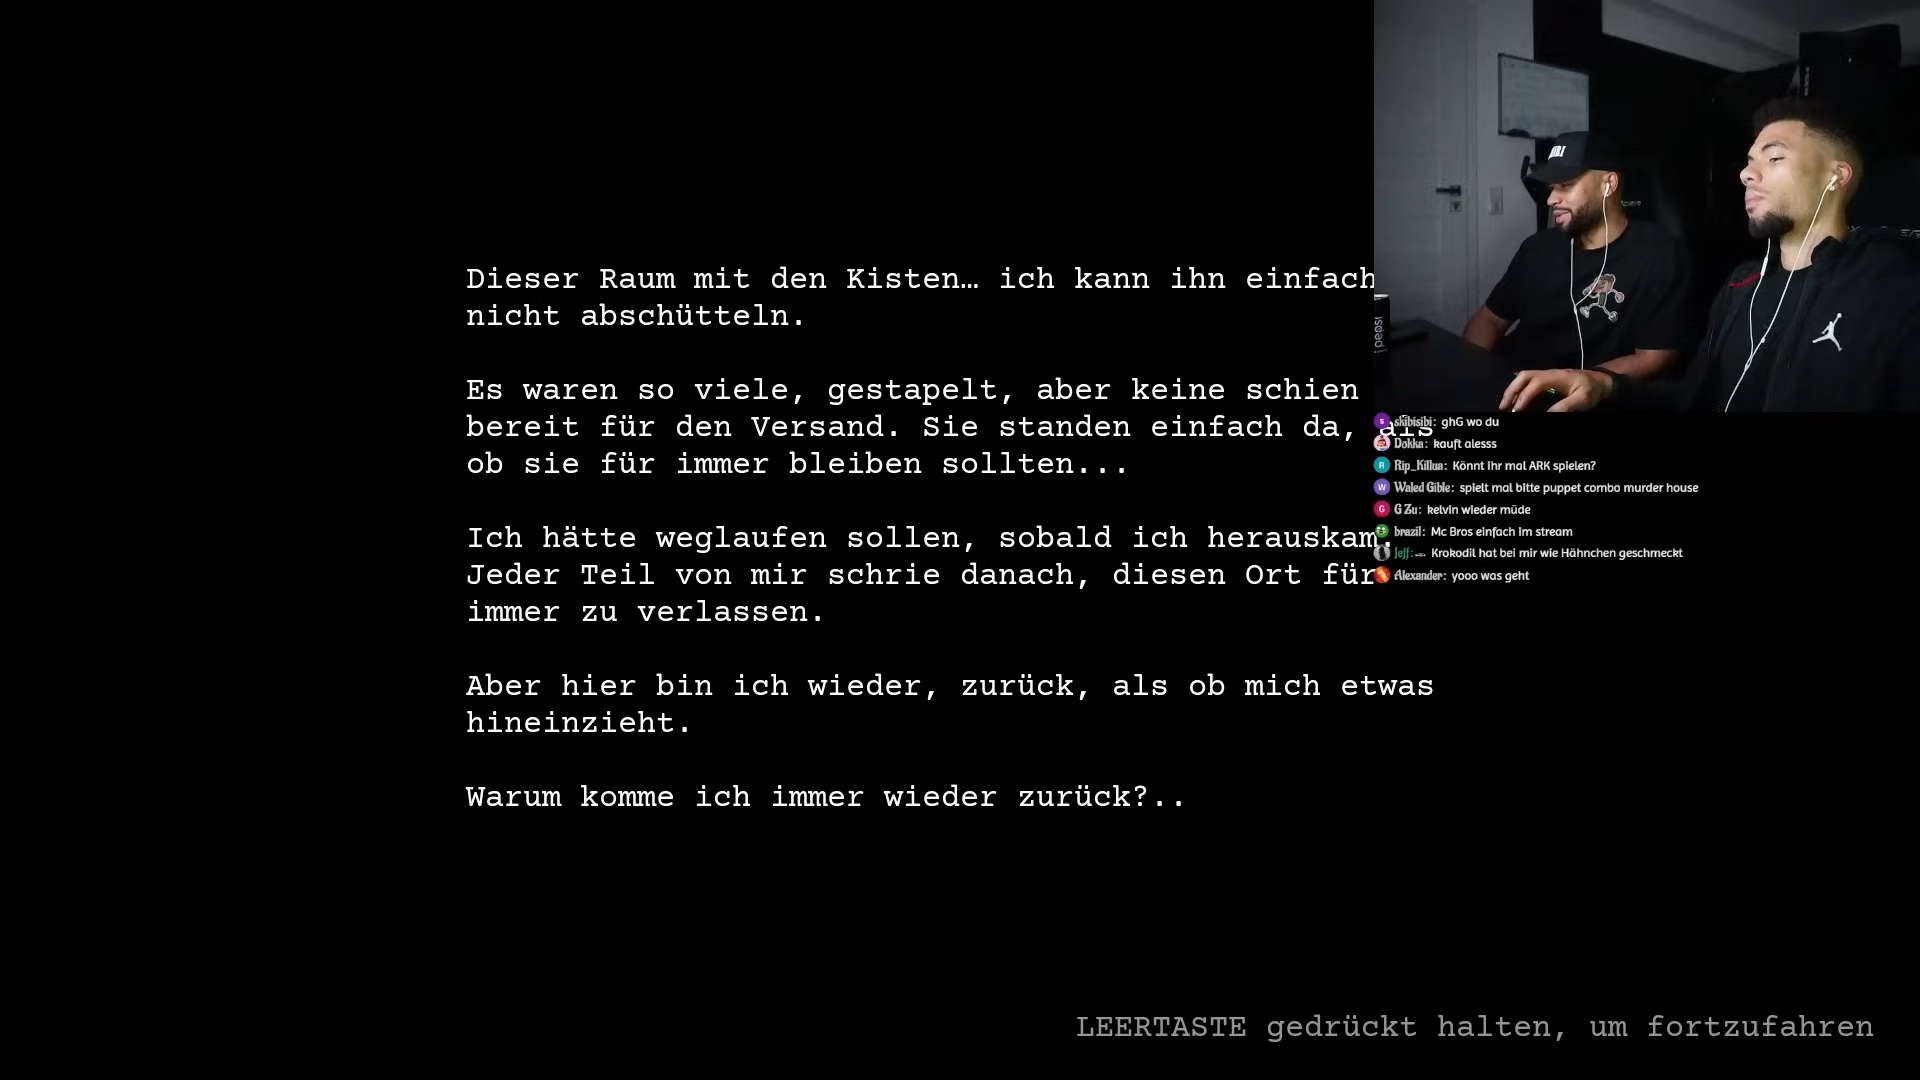 Dieser Raum mit den Kisten… ich kann ihn einfach
nicht abschütteln.
Es waren so viele, gestapelt, aber keine schien
bereit für den Versand. Sie standen einfach da, als
ob sie für immer bleiben sollten...
Ich hätte weglaufen sollen, sobald ich herauskam.
Jeder Teil von mir schrie danach, diesen Ort für
immer zu verlassen.
Aber hier bin ich wieder, zurück, als ob mich etwas
hineinzieht.
Warum komme ich immer wieder zurück?..
LEERTASTE gedrückt halten, um fortzufahren
pepsi
skibisibi: ghG wo du
Dokka: kauft alesss
Rip_Killua: Könnt ihr mal ARK spielen?
Waled Gible: spielt mal bitte puppet combo murder house
G Zu: kelvin wieder müde
brazil: Mc Bros einfach im stream
Jeff: Krokodil hat bei mir wie Hähnchen geschmeckt
Alexander: yooo was geht